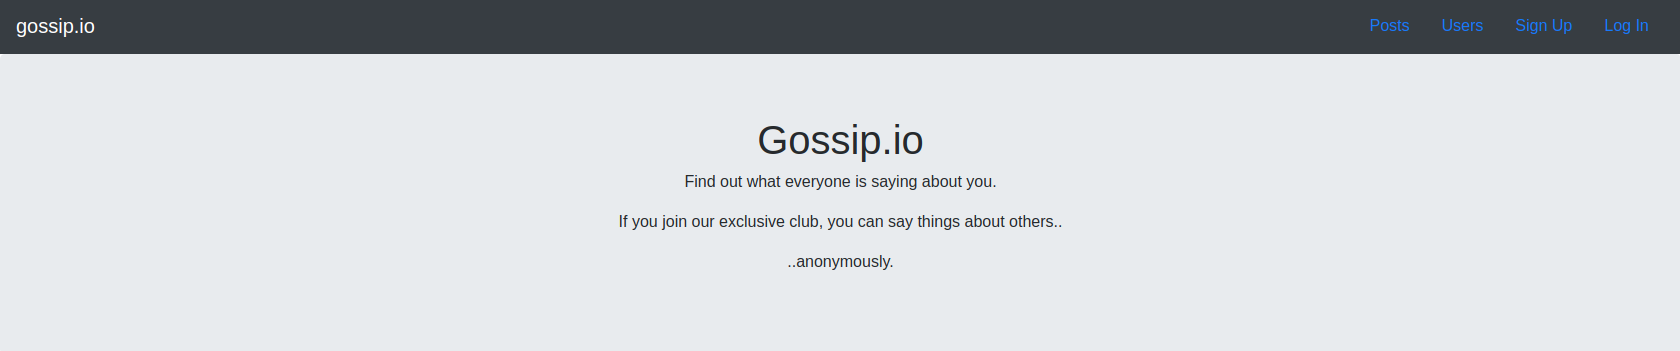 gossip.io Posts Users Sign Up Log In
Gossip.io
Find out what everyone is saying about you.
If you join our exclusive club, you can say things about others..
..anonymously.